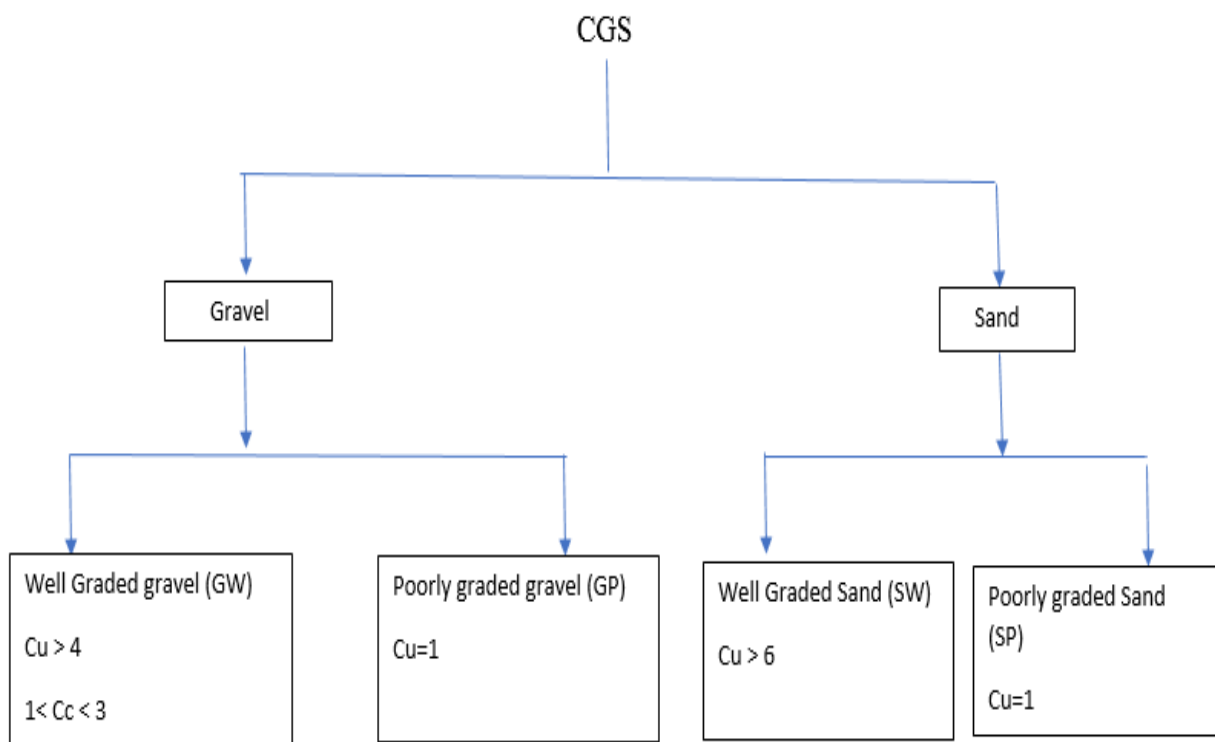 CGS
Gravel
Sand
Well Graded gravel (GW)
Cu > 4
1< Cc < 3
Poorly graded gravel (GP)
Cu=1
Well Graded Sand (SW)
Cu > 6
Poorly graded Sand
(SP)
Cu=1